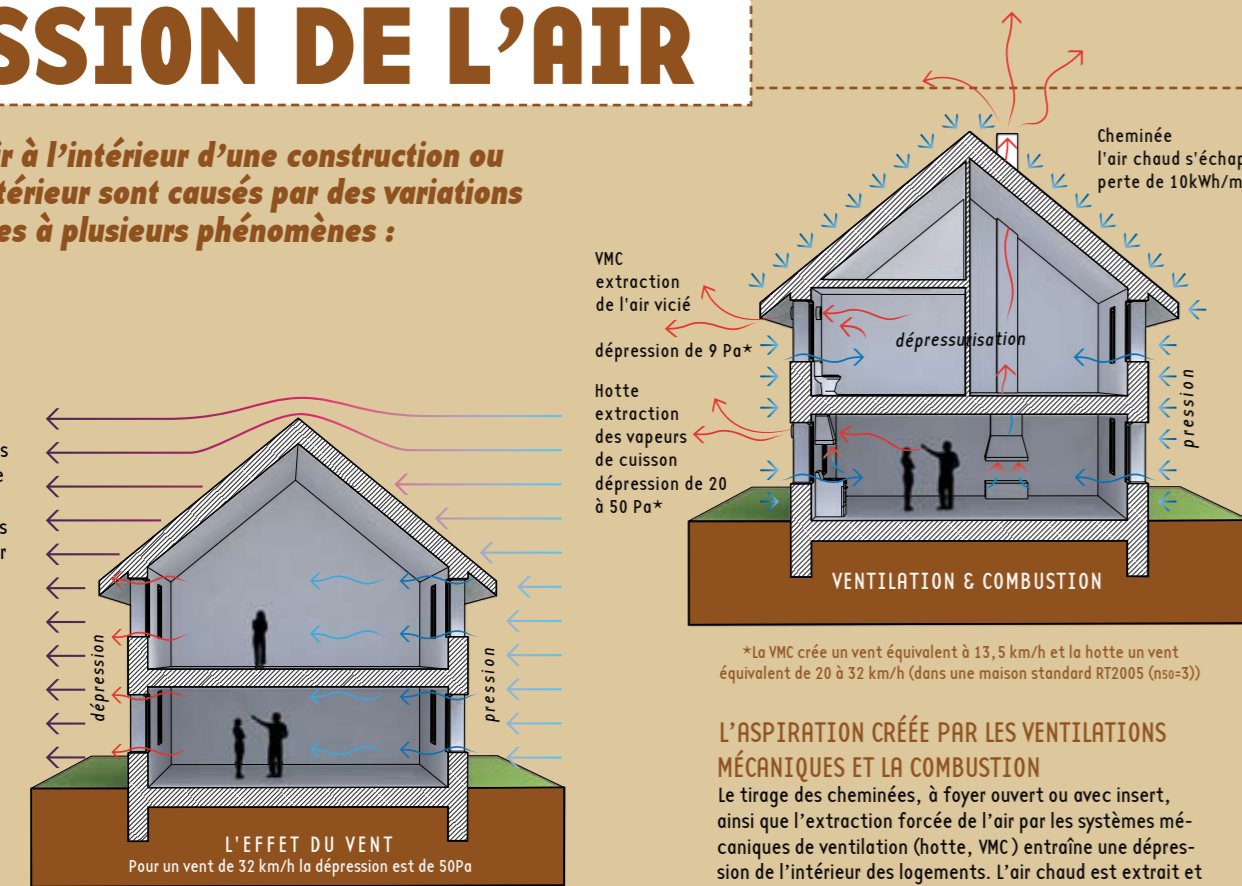 SSION DE L’AIR
ir à l’intérieur d’une construction ou
térieur sont causés par des variations
es à plusieurs phénomènes :
s
e
s
r
dépression
pression
L'EFFET DU VENT
Pour un vent de 32 km/h la dépression est de 50Pa
Cheminée
l'air chaud s'échap
perte de 10kWh/m
VMC
extraction
de l'air vicié
dépression de 9 Pa*
Hotte
extraction
des vapeurs
de cuisson
dépression de 20
à 50 Pa*
dépressurisation
pression
VENTILATION & COMBUSTION
*La VMC crée un vent équivalent à 13,5 km/h et la hotte un vent
équivalent de 20 à 32 km/h (dans une maison standard RT2005 (n50=3))
L’ASPIRATION CRÉÉE PAR LES VENTILATIONS
MÉCANIQUES ET LA COMBUSTION
Le tirage des cheminées, à foyer ouvert ou avec insert,
ainsi que l’extraction forcée de l’air par les systèmes mé-
caniques de ventilation (hotte, VMC) entraîne une dépres-
sion de l’intérieur des logements. L’air chaud est extrait et